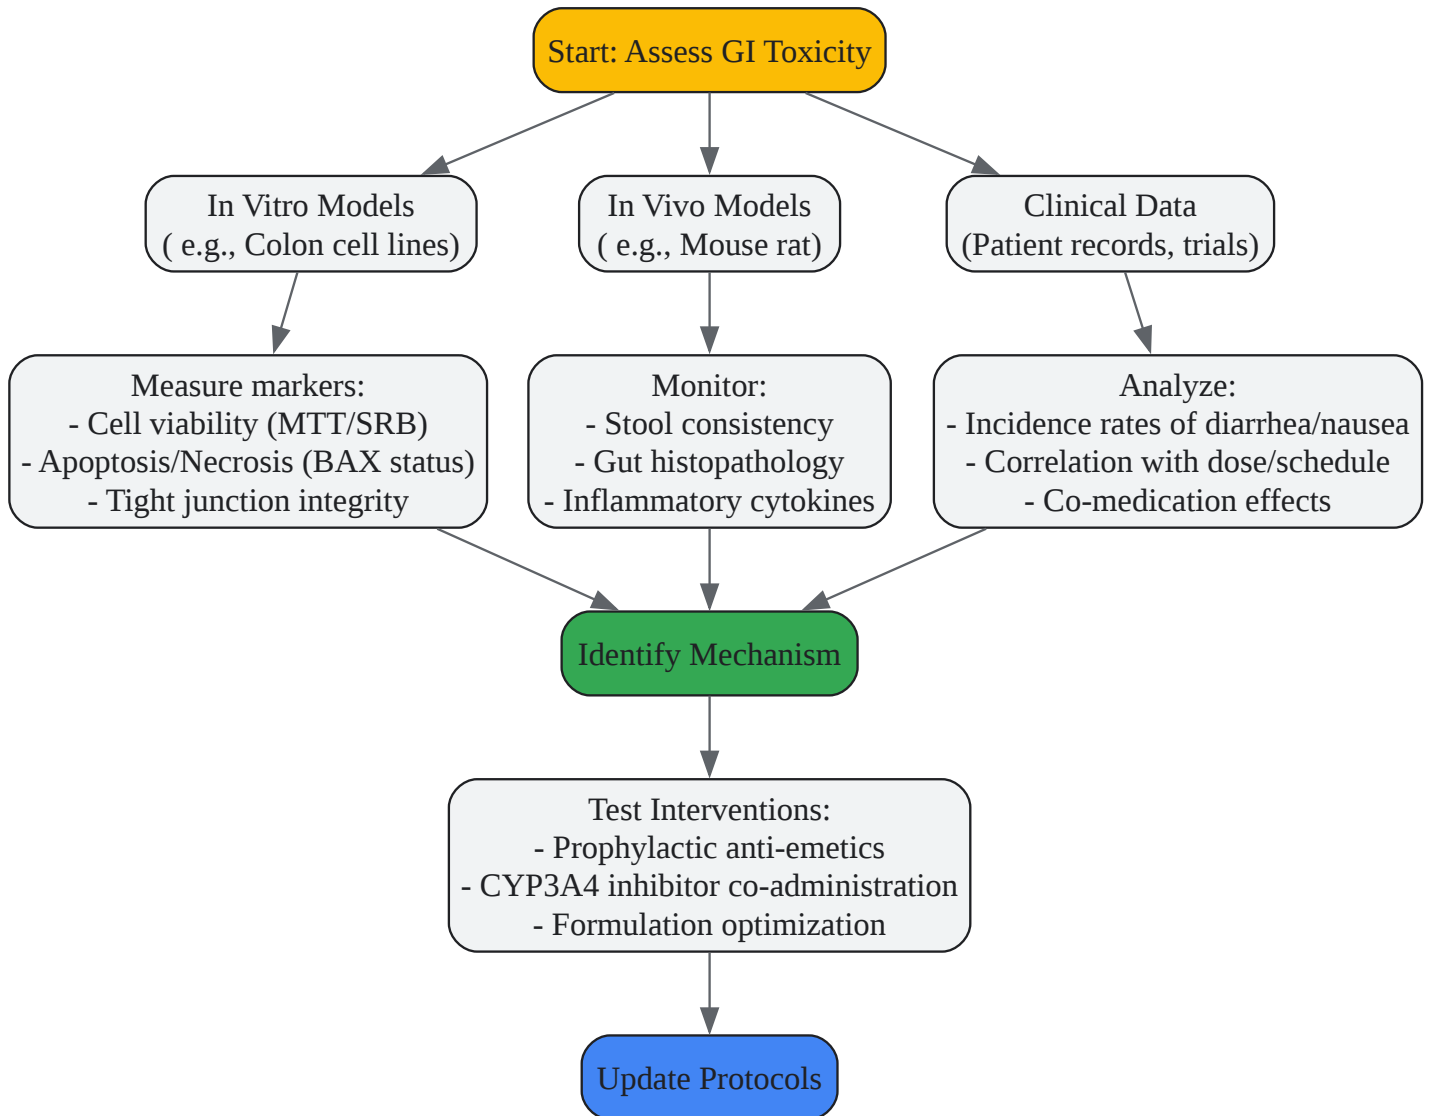 Start: Assess GI Toxicity
In Vitro Models
( e.g., Colon cell lines)
In Vivo Models
( e.g., Mouse rat)
Clinical Data
(Patient records, trials)
Measure markers:
- Cell viability (MTT/SRB)
- Apoptosis/Necrosis (BAX status)
- Tight junction integrity
Monitor:
- Stool consistency
- Gut histopathology
- Inflammatory cytokines
Analyze:
- Incidence rates of diarrhea/nausea
- Correlation with dose/schedule
- Co-medication effects
Identify Mechanism
Test Interventions:
- Prophylactic anti-emetics
- CYP3A4 inhibitor co-administration
- Formulation optimization
Update Protocols